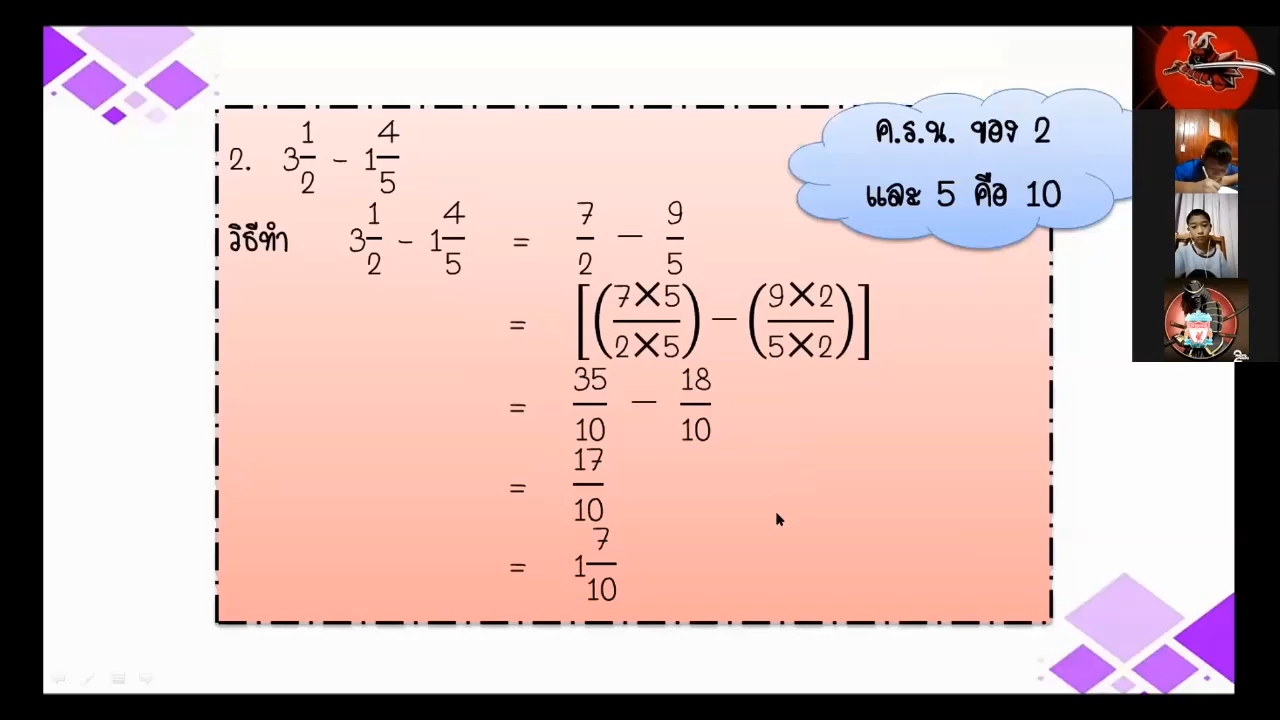 ค.ร.น. ของ 2
และ 5 คือ 10
2. 3 1/2 – 1 4/5
วิธีทำ 3 1/2 – 1 4/5 = 7/2 – 9/5
= [(7×5/2×5) – (9×2/5×2)]
= 35/10 – 18/10
= 17/10
= 1 7/10